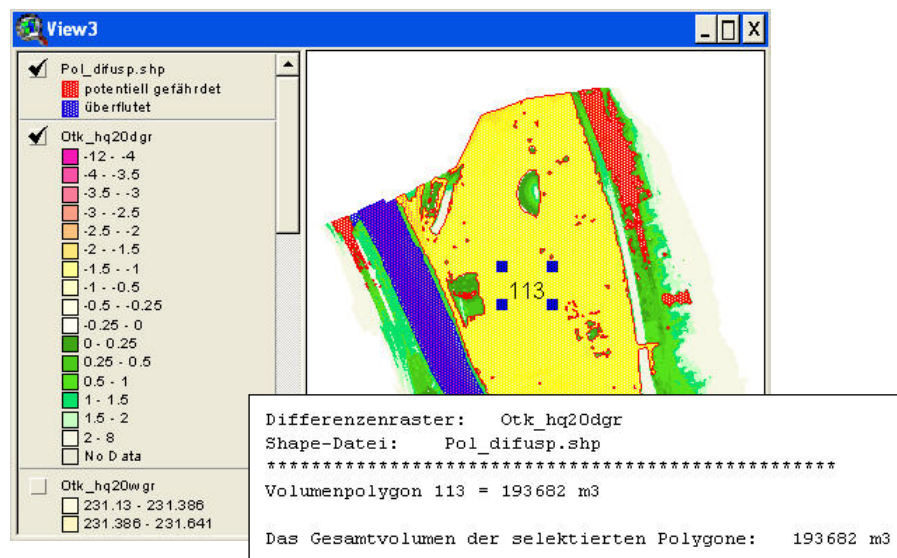 View3
Pol_difusp.shp
potentiell gefährdet
überflutet
Otk_hq20dgr
-12 - -4
-4 - -3.5
-3.5 - -3
-3 - -2.5
-2.5 - -2
-2 - -1.5
-1.5 - -1
-1 - -0.5
-0.5 - -0.25
-0.25 - 0
0 - 0.25
0.25 - 0.5
0.5 - 1
1 - 1.5
1.5 - 2
2 - 8
No Data
Otk_hq20wgr
231.13 - 231.386
231.386 - 231.641
113
Differenzenraster: Otk_hq20dgr
Shape-Datei: Pol_difusp.shp
***************************************************
Volumenpolygon 113 = 193682 m3
Das Gesamtvolumen der selektierten Polygone: 193682 m3